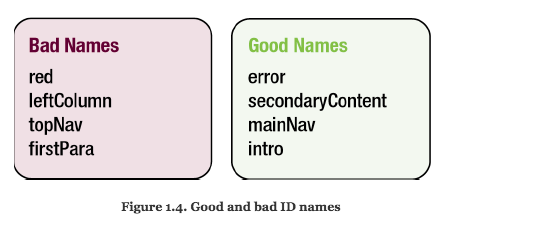 Bad Names
red
leftColumn
topNav
firstPara
Good Names
error
secondaryContent
mainNav
intro
Figure 1.4. Good and bad ID names